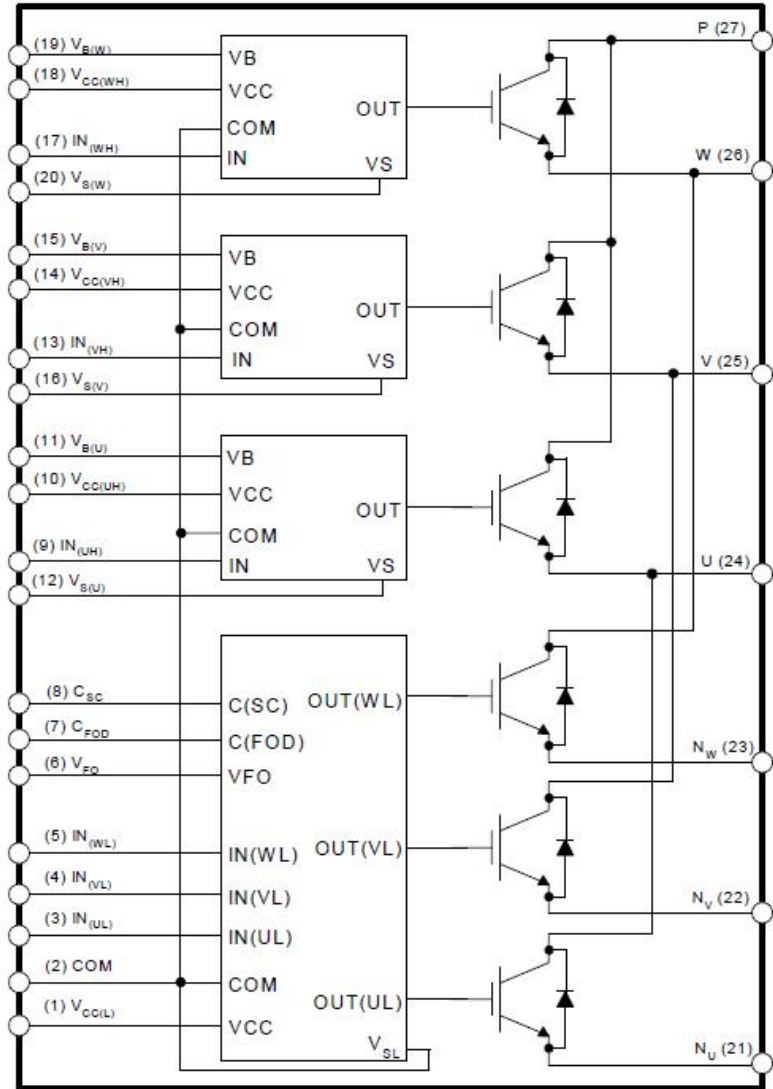 (19) VB(W)
VB
P (27)
(18) VCC(WH)
VCC
OUT
COM
(17) IN(WH)
IN
VS
W (26)
(20) VS(W)
(15) VB(V)
VB
(14) VCC(VH)
VCC
OUT
COM
(13) IN(VH)
IN
VS
V (25)
(16) VS(V)
(11) VB(U)
VB
(10) VCC(UH)
VCC
OUT
COM
(9) IN(UH)
IN
VS
U (24)
(12) VS(U)
(8) CSC
C(SC)
OUT(WL)
(7) CFOD
C(FOD)
(6) VFO
VFO
NW (23)
(5) IN(WL)
IN(WL)
OUT(VL)
(4) IN(VL)
IN(VL)
NV (22)
(3) IN(UL)
IN(UL)
(2) COM
COM
OUT(UL)
(1) VCC(L)
VCC
VSL
NU (21)